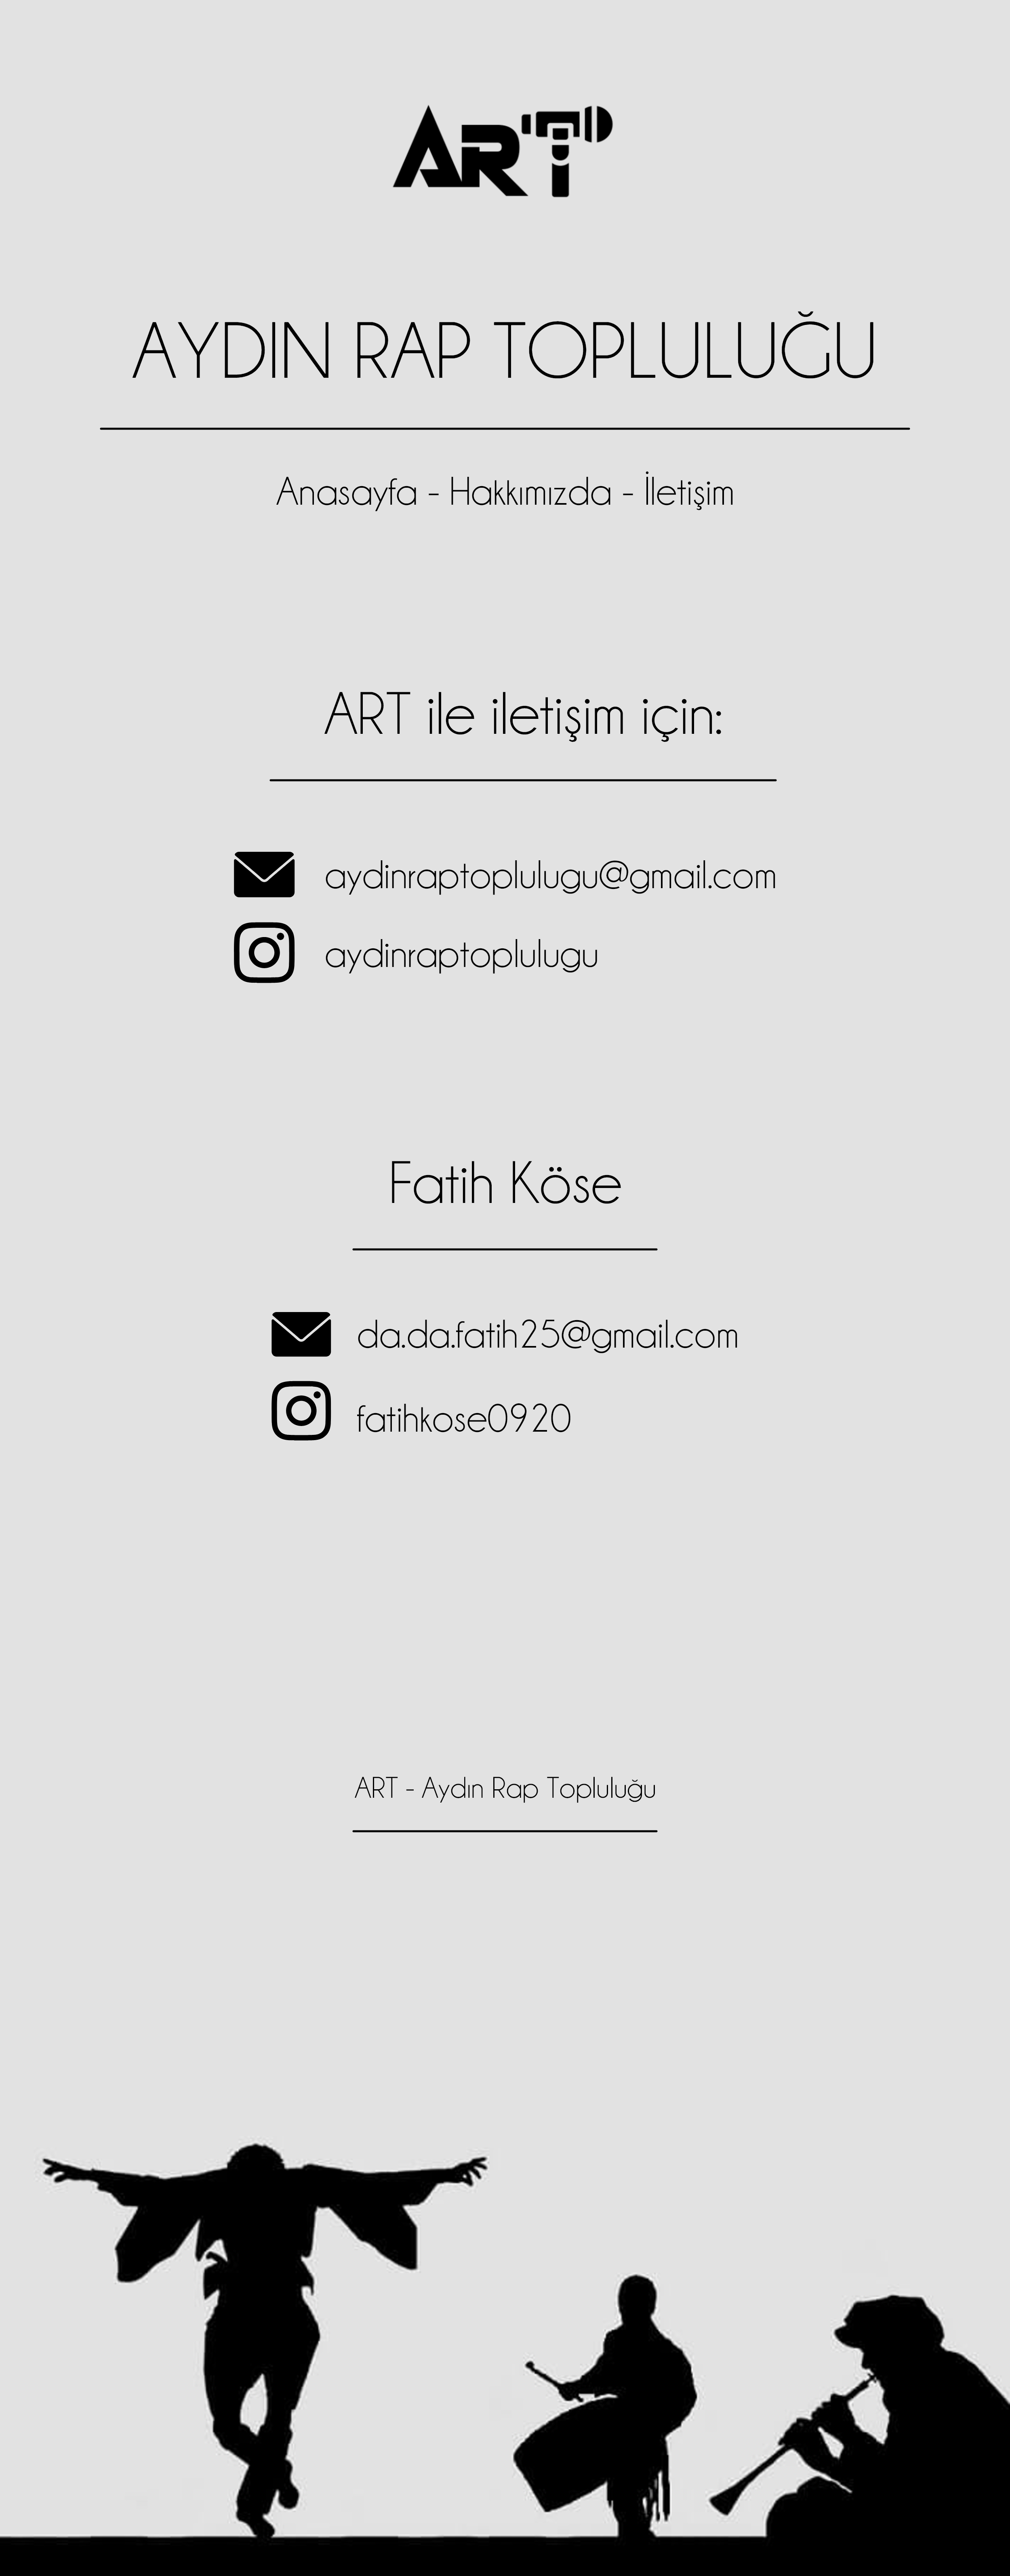 ART
AYDIN RAP TOPLULUĞU
Anasayfa - Hakkımızda - İletişim
ART ile iletişim için:
aydinraptoplulugu@gmail.com
aydinraptoplulugu
Fatih Köse
da.da.fatih25@gmail.com
fatihkose0920
ART - Aydın Rap Topluluğu